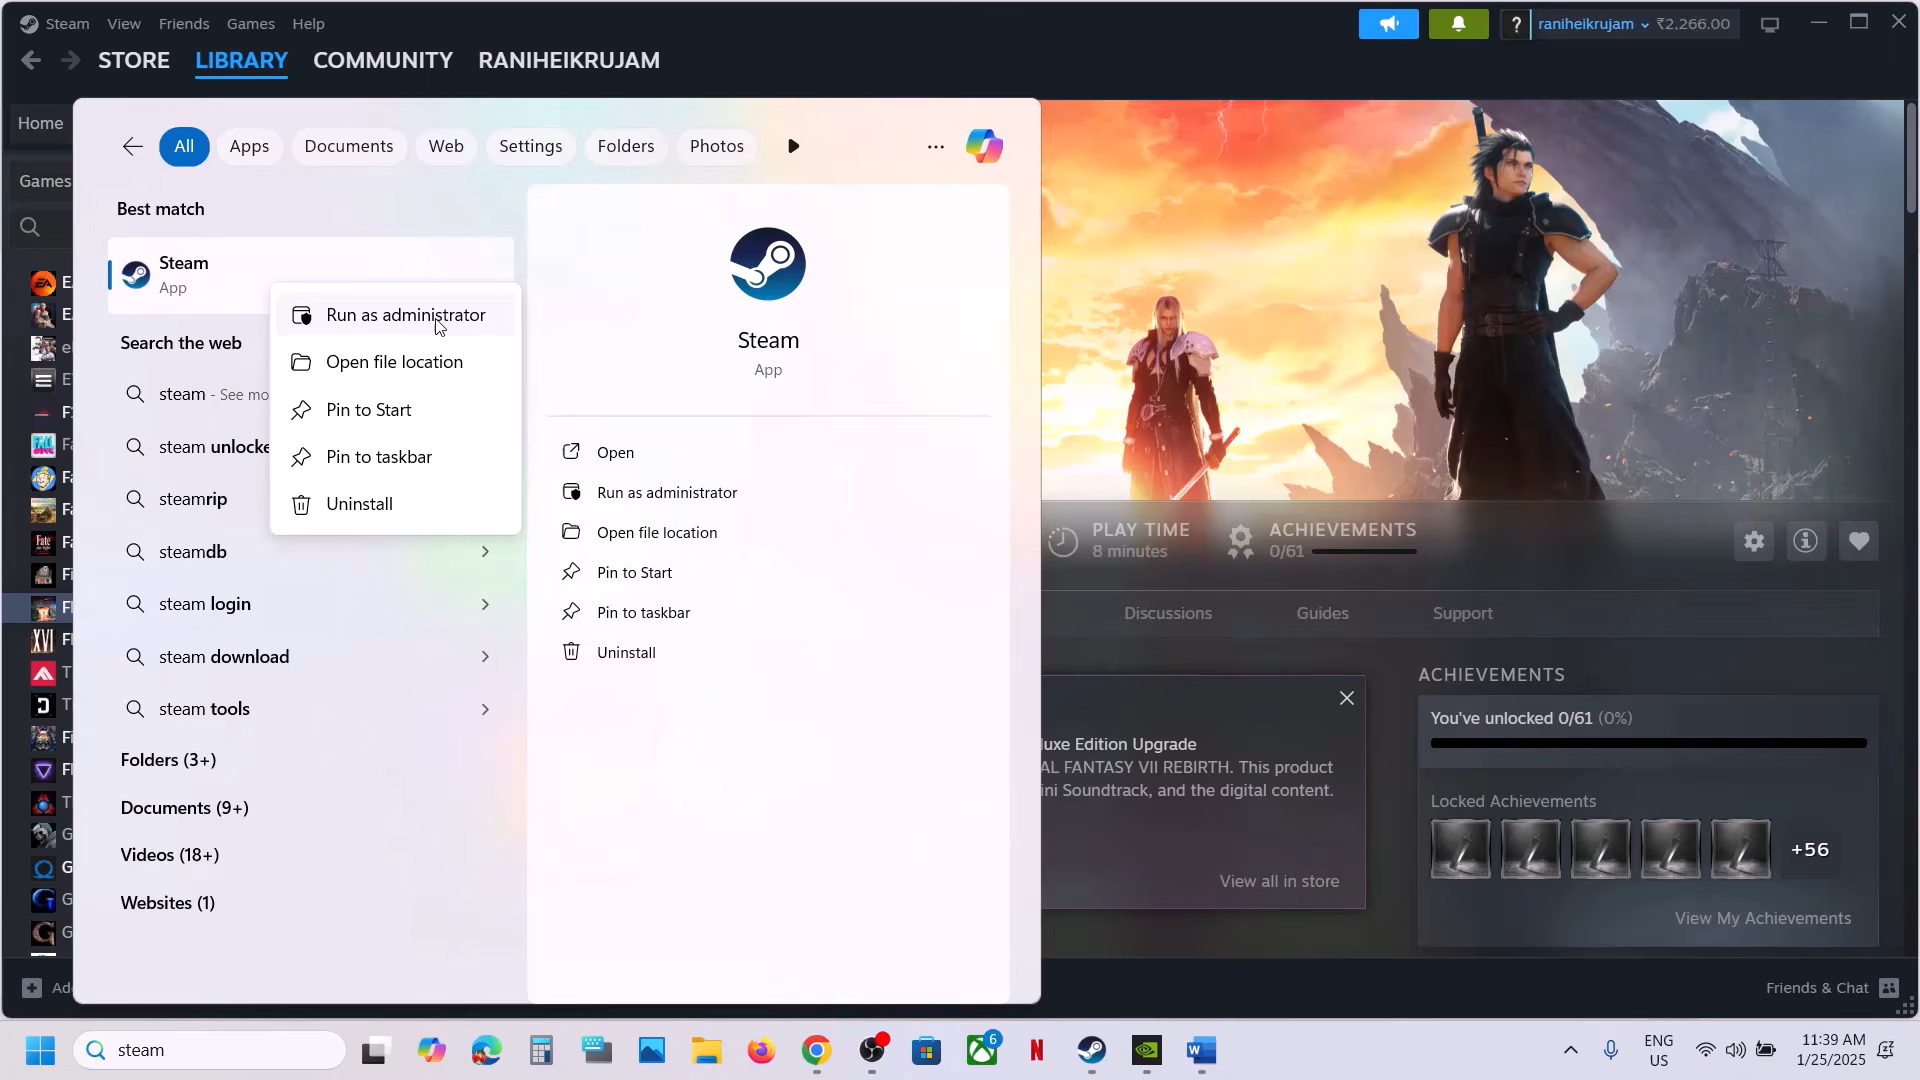 Steam View Friends Games Help
? raniheikrujam ₹2,266.00
STORE LIBRARY COMMUNITY RANIHEIKRUJAM
Home
Games
All Apps Documents Web Settings Folders Photos
Best match
Steam
App
Run as administrator
Open file location
Pin to Start
Pin to taskbar
Uninstall
Search the web
steam - See mo
steam unlocke
steamrip
steamdb
steam login
steam download
steam tools
Folders (3+)
Documents (9+)
Videos (18+)
Websites (1)
Steam
App
Open
Run as administrator
Open file location
Pin to Start
Pin to taskbar
Uninstall
PLAY TIME
8 minutes
ACHIEVEMENTS
0/61
Discussions Guides Support
luxe Edition Upgrade
AL FANTASY VII REBIRTH. This product
ini Soundtrack, and the digital content.
View all in store
ACHIEVEMENTS
You've unlocked 0/61 (0%)
Locked Achievements
+56
View My Achievements
Friends & Chat
steam
6
ENG
US
11:39 AM
1/25/2025